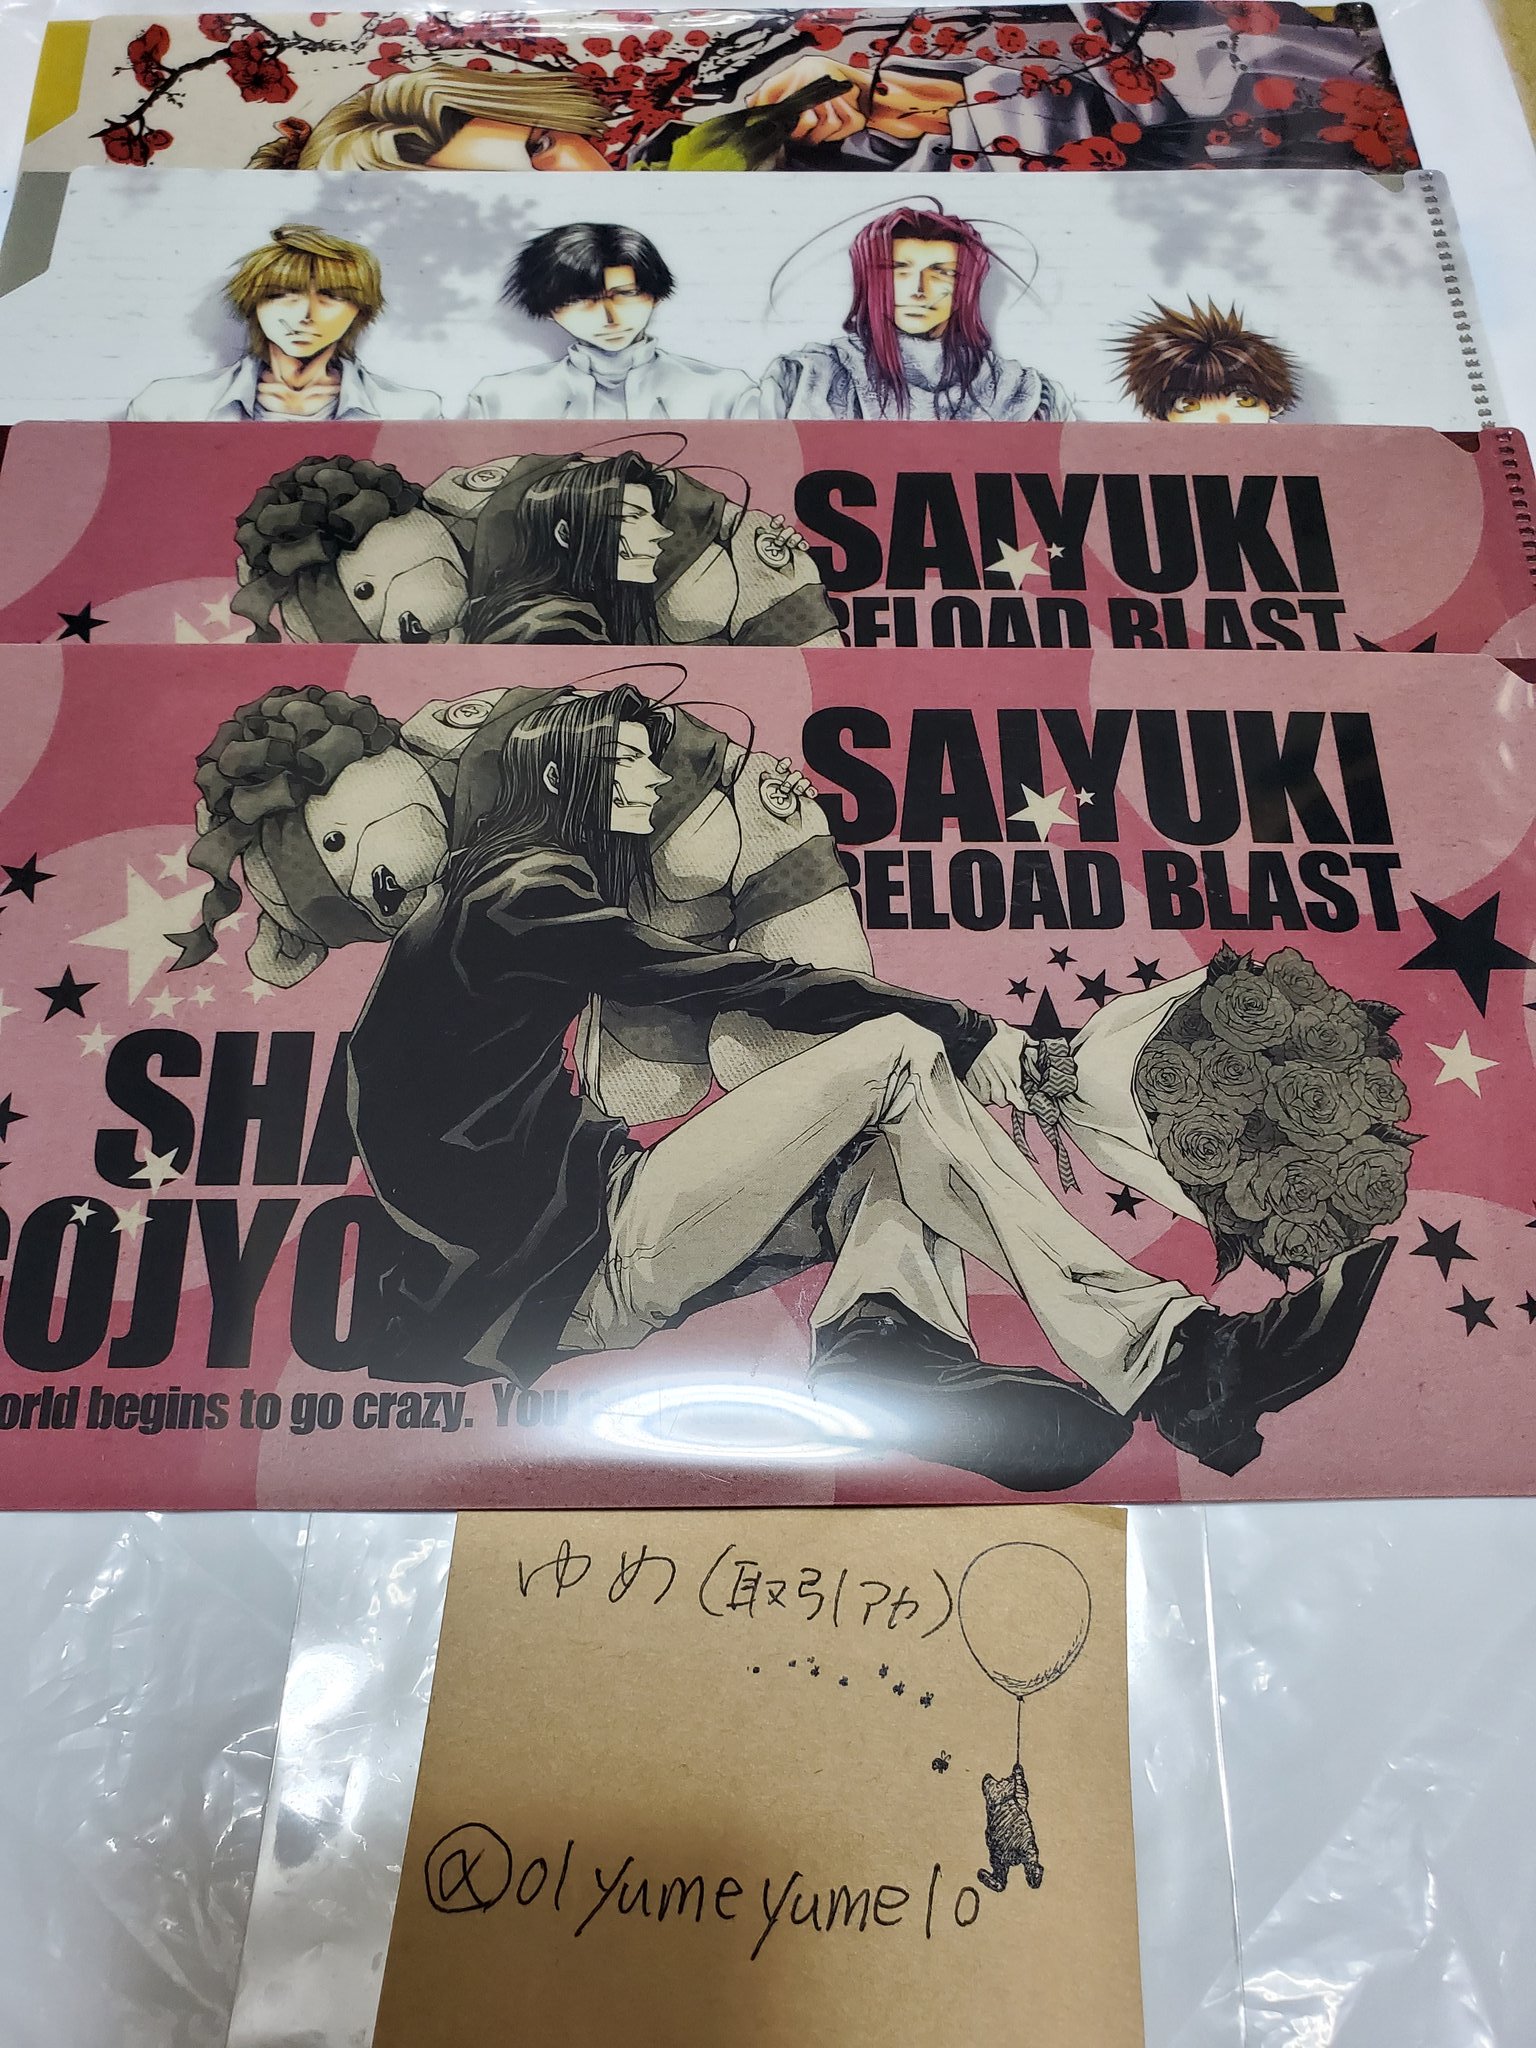 SAIYUKI
RELOAD BLAST
SAIYUKI
RELOAD BLAST
SHA
GOJYO
orld begins to go crazy. You
ゆめ(取引アカ)
@olyumeyumelo